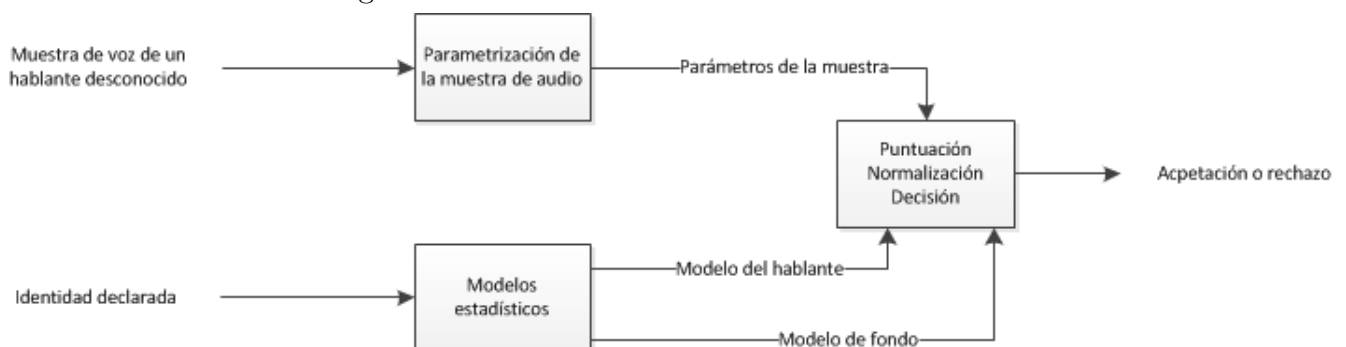 Muestra de voz de un
hablante desconocido
Parametrización de
la muestra de audio
Parámetros de la muestra
Puntuación
Normalización
Decisión
Acpetación o rechazo
Identidad declarada
Modelos
estadísticos
Modelo del hablante
Modelo de fondo